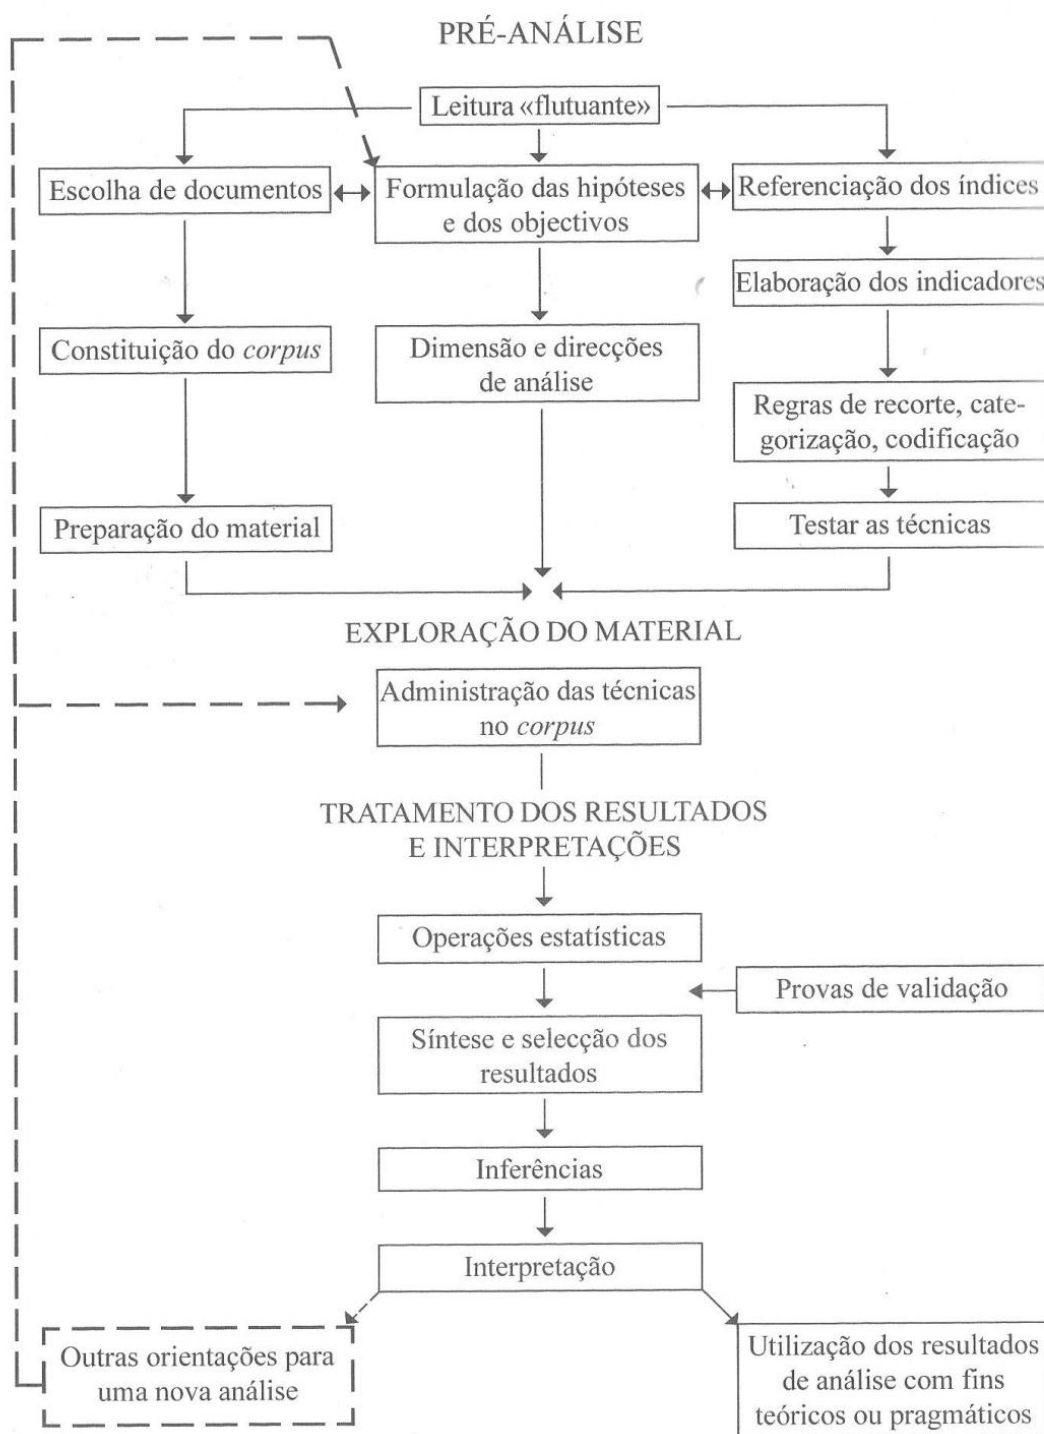 PRÉ-ANÁLISE
Leitura «flutuante»
Escolha de documentos
Formulação das hipóteses
e dos objectivos
Referenciação dos índices
Elaboração dos indicadores
Constituição do corpus
Dimensão e direcções
de análise
Regras de recorte, cate-
gorização, codificação
Preparação do material
Testar as técnicas
EXPLORAÇÃO DO MATERIAL
Administração das técnicas
no corpus
TRATAMENTO DOS RESULTADOS
E INTERPRETAÇÕES
Operações estatísticas
Provas de validação
Síntese e selecção dos
resultados
Inferências
Interpretação
Outras orientações para
uma nova análise
Utilização dos resultados
de análise com fins
teóricos ou pragmáticos